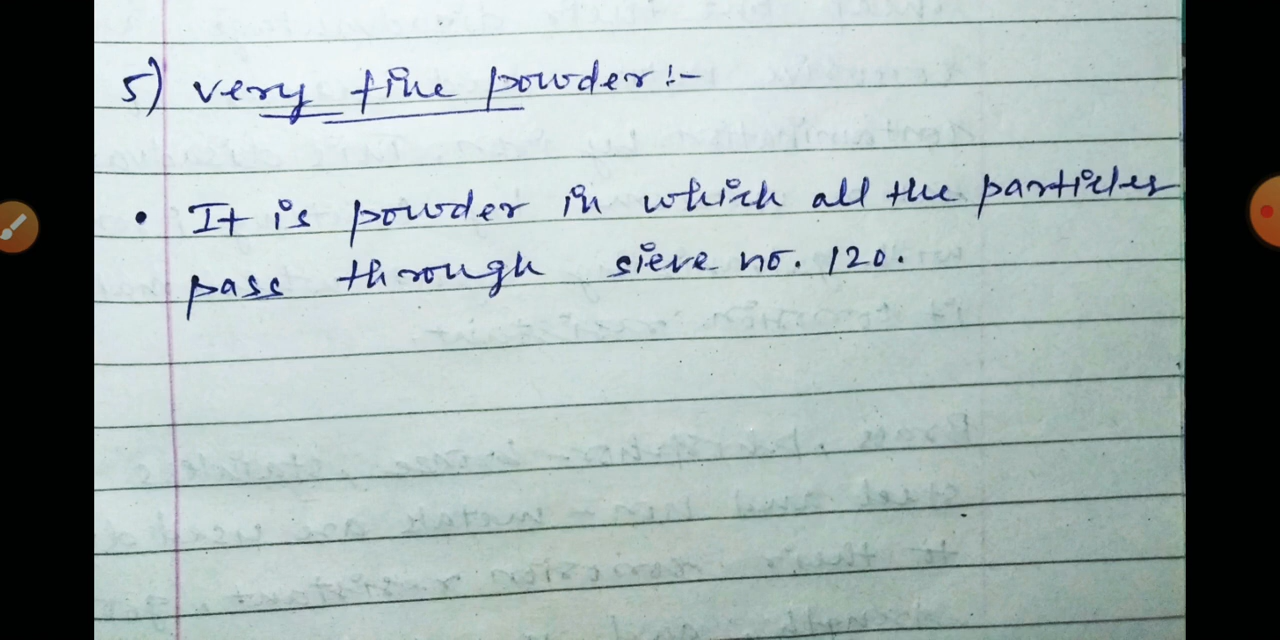 5) very fine powder:-
• It is powder in which all the particles
pass through sieve no. 120.